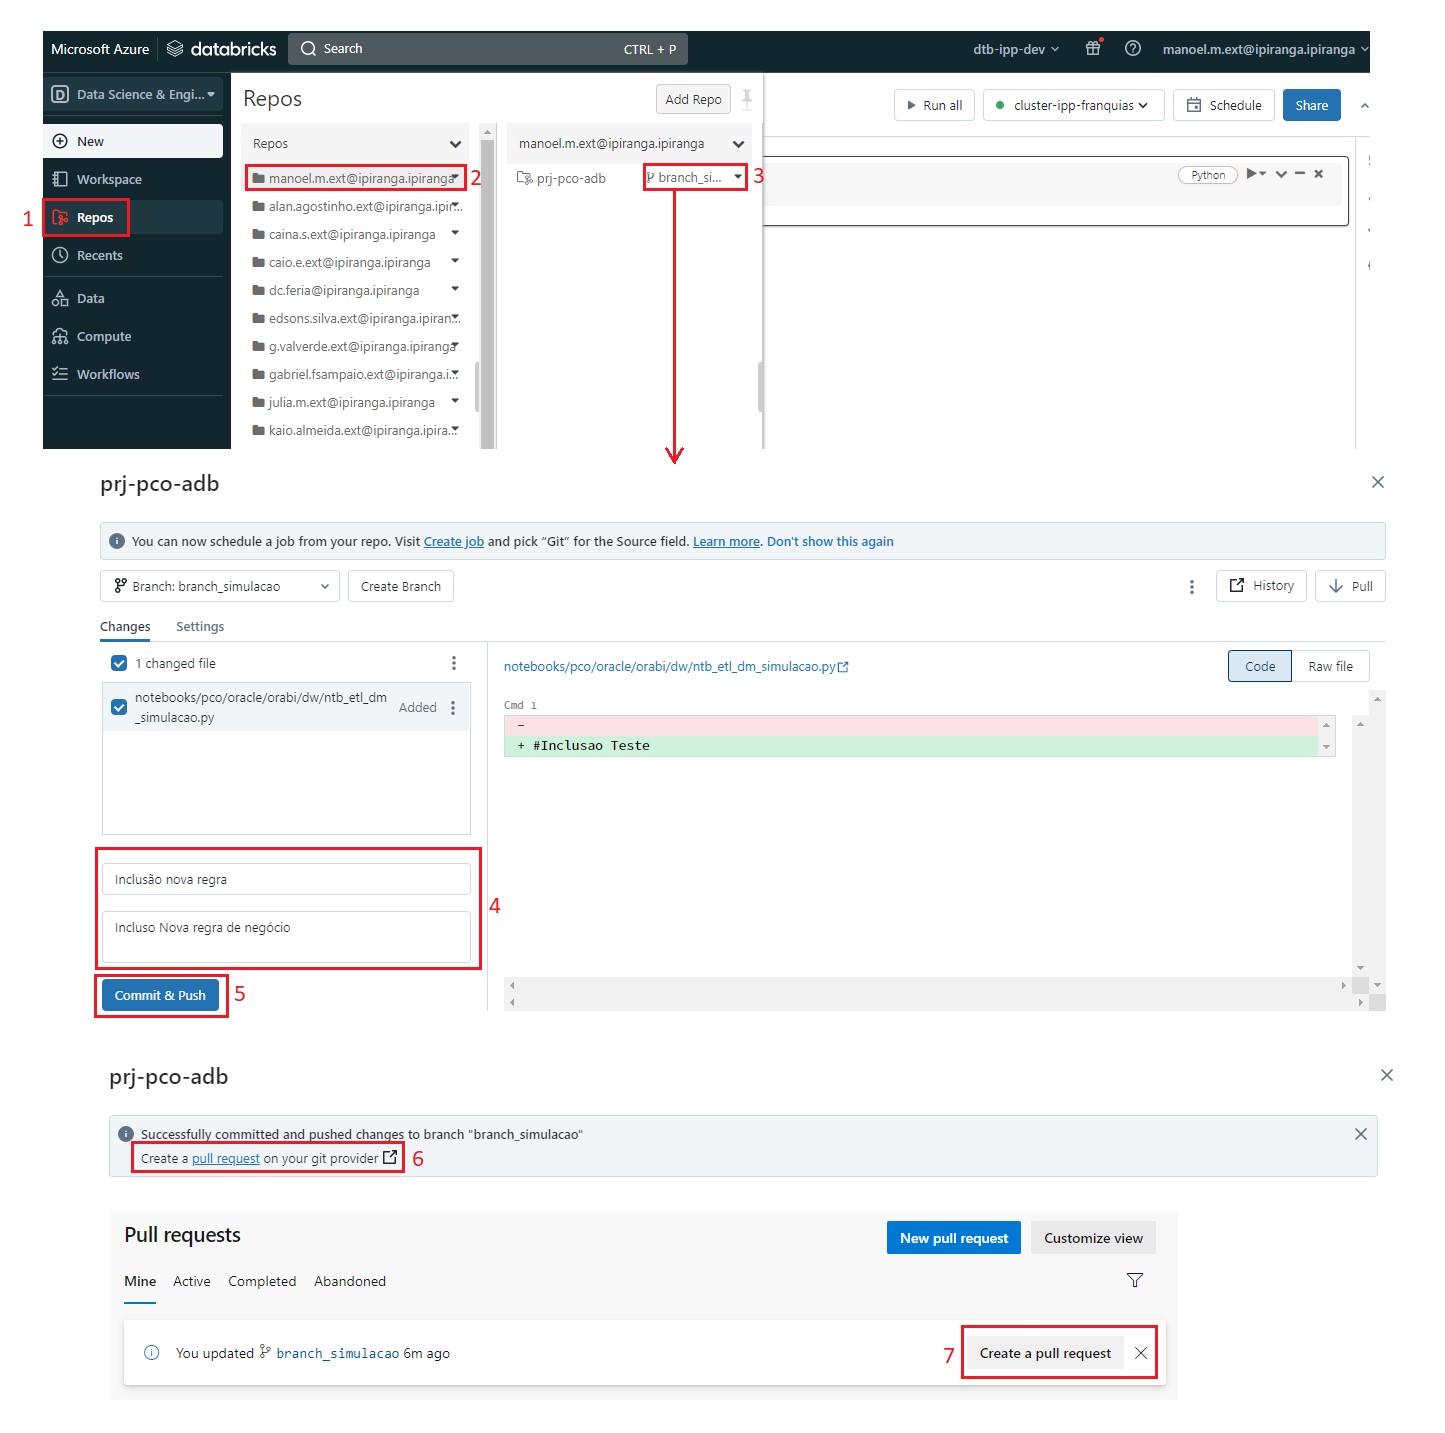 Microsoft Azure databricks Search CTRL + P dtb-ipp-dev manoel.m.ext@ipiranga.ipiranga
Data Science & Engi...
Repos Add Repo
Run all cluster-ipp-franquias Schedule Share
New
Workspace
1 Repos
Recents
Data
Compute
Workflows
Repos
manoel.m.ext@ipiranga.ipiranga 2
alan.agostinho.ext@ipiranga.ipir...
caina.s.ext@ipiranga.ipiranga
caio.e.ext@ipiranga.ipiranga
dc.feria@ipiranga.ipiranga
edsons.silva.ext@ipiranga.ipiran...
g.valverde.ext@ipiranga.ipiranga
gabriel.fsampaio.ext@ipiranga.i...
julia.m.ext@ipiranga.ipiranga
kaio.almeida.ext@ipiranga.ipira...
manoel.m.ext@ipiranga.ipiranga
prj-pco-adb branch_si... 3
Python
prj-pco-adb
You can now schedule a job from your repo. Visit Create job and pick "Git" for the Source field. Learn more. Don't show this again
Branch: branch_simulacao Create Branch History Pull
Changes Settings
1 changed file
notebooks/pco/oracle/orabi/dw/ntb_etl_dm
_simulacao.py
Added
notebooks/pco/oracle/orabi/dw/ntb_etl_dm_simulacao.py Code Raw file
Cmd 1
-
+ #Inclusao Teste
Inclusão nova regra
4
Incluso Nova regra de negócio
Commit & Push 5
prj-pco-adb
Successfully committed and pushed changes to branch "branch_simulacao"
Create a pull request on your git provider 6
Pull requests New pull request Customize view
Mine Active Completed Abandoned
You updated branch_simulacao 6m ago 7 Create a pull request